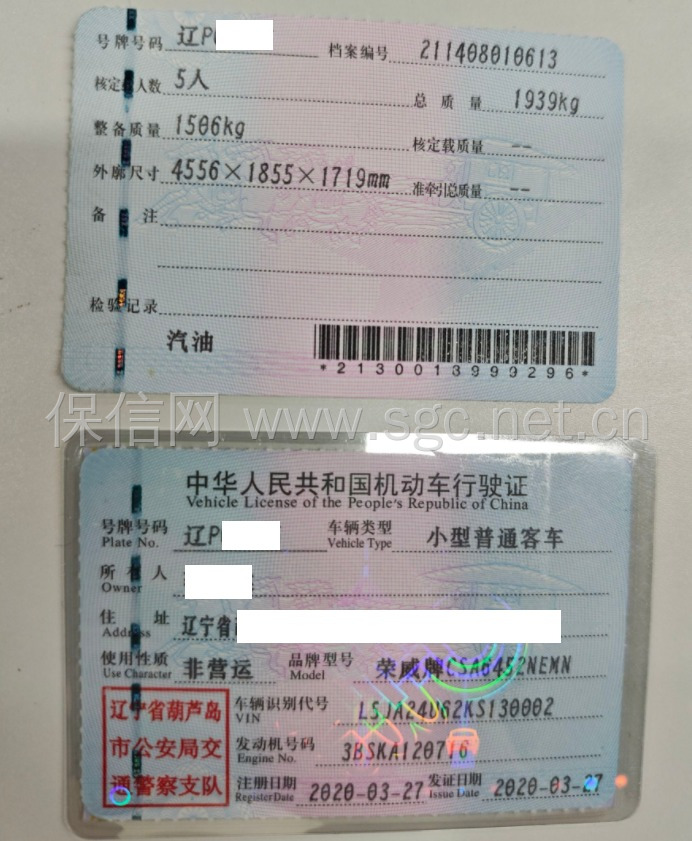 号牌号码 辽P 档案编号 211408010613
核定载人数 5人 总质量 1939kg
整备质量 1506kg 核定载质量 --
外廓尺寸 4556×1855×1719mm 准牵引总质量 --
备 注
检验记录
汽油
*2130013999296*
保信网 www.sgc.net.cn
中华人民共和国机动车行驶证
Vehicle License of the People's Republic of China
号牌号码 辽P 车辆类型 小型普通客车
Plate No. Vehicle Type
所有人
Owner
住 址 辽宁省
Address
使用性质 非营运 品牌型号 荣威牌CSA6452NEMN
Use Character Model
辽宁省葫芦岛 车辆识别代号 LSJA24U62KS130002
VIN
市公安局交 发动机号码 3BSKA120716
Engine No.
通警察支队 注册日期 2020-03-27 发证日期 2020-03-27
Register Date Issue Date